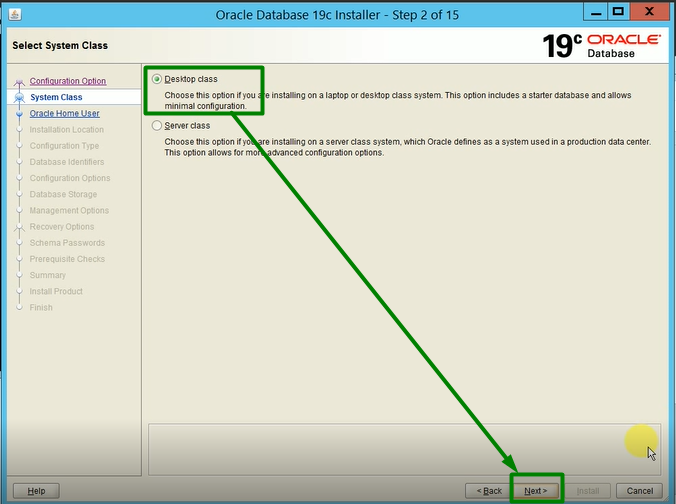 Oracle Database 19c Installer - Step 2 of 15
X
Select System Class
19c ORACLE
Database
Configuration Option
System Class
Oracle Home User
Installation Location
Configuration Type
Database Identifiers
Configuration Options
Database Storage
Management Options
Recovery Options
Schema Passwords
Prerequisite Checks
Summary
Install Product
Finish
Desktop class
Choose this option if you are installing on a laptop or desktop class system. This option includes a starter database and allows
minimal configuration.
Server class
Choose this option if you are installing on a server class system, which Oracle defines as a system used in a production data center.
This option allows for more advanced configuration options.
Help
< Back
Next >
Install
Cancel